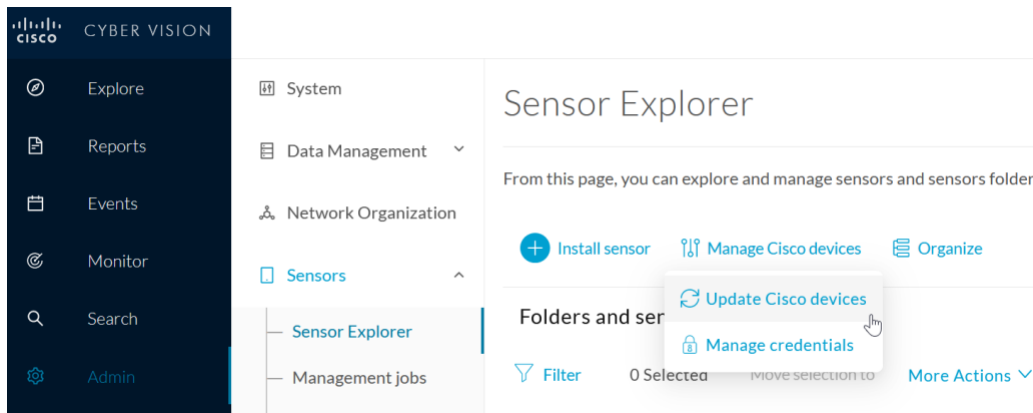 CISCO
CYBER VISION
Explore
Reports
Events
Monitor
Search
Admin
System
Data Management
Network Organization
Sensors
Sensor Explorer
Management jobs
Sensor Explorer
From this page, you can explore and manage sensors and sensors folder
Install sensor
Manage Cisco devices
Organize
Update Cisco devices
Manage credentials
Folders and ser
Filter
0 Selected
Move selection to
More Actions